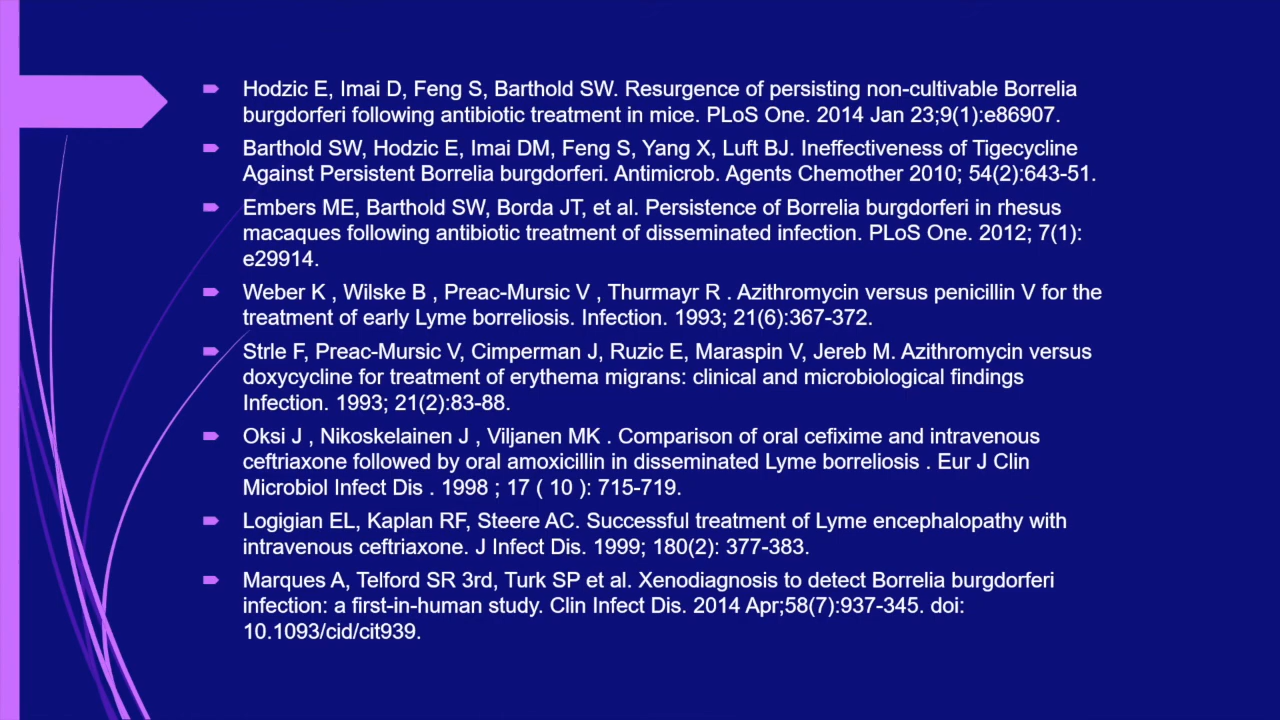 Hodzic E, Imai D, Feng S, Barthold SW. Resurgence of persisting non-cultivable Borrelia
burgdorferi following antibiotic treatment in mice. PLoS One. 2014 Jan 23;9(1):e86907.
Barthold SW, Hodzic E, Imai DM, Feng S, Yang X, Luft BJ. Ineffectiveness of Tigecycline
Against Persistent Borrelia burgdorferi. Antimicrob. Agents Chemother 2010; 54(2):643-51.
Embers ME, Barthold SW, Borda JT, et al. Persistence of Borrelia burgdorferi in rhesus
macaques following antibiotic treatment of disseminated infection. PLoS One. 2012; 7(1):
e29914.
Weber K , Wilske B , Preac-Mursic V , Thurmayr R . Azithromycin versus penicillin V for the
treatment of early Lyme borreliosis. Infection. 1993; 21(6):367-372.
Strle F, Preac-Mursic V, Cimperman J, Ruzic E, Maraspin V, Jereb M. Azithromycin versus
doxycycline for treatment of erythema migrans: clinical and microbiological findings
Infection. 1993; 21(2):83-88.
Oksi J , Nikoskelainen J , Viljanen MK . Comparison of oral cefixime and intravenous
ceftriaxone followed by oral amoxicillin in disseminated Lyme borreliosis . Eur J Clin
Microbiol Infect Dis . 1998 ; 17 ( 10 ): 715-719.
Logigian EL, Kaplan RF, Steere AC. Successful treatment of Lyme encephalopathy with
intravenous ceftriaxone. J Infect Dis. 1999; 180(2): 377-383.
Marques A, Telford SR 3rd, Turk SP et al. Xenodiagnosis to detect Borrelia burgdorferi
infection: a first-in-human study. Clin Infect Dis. 2014 Apr;58(7):937-345. doi:
10.1093/cid/cit939.